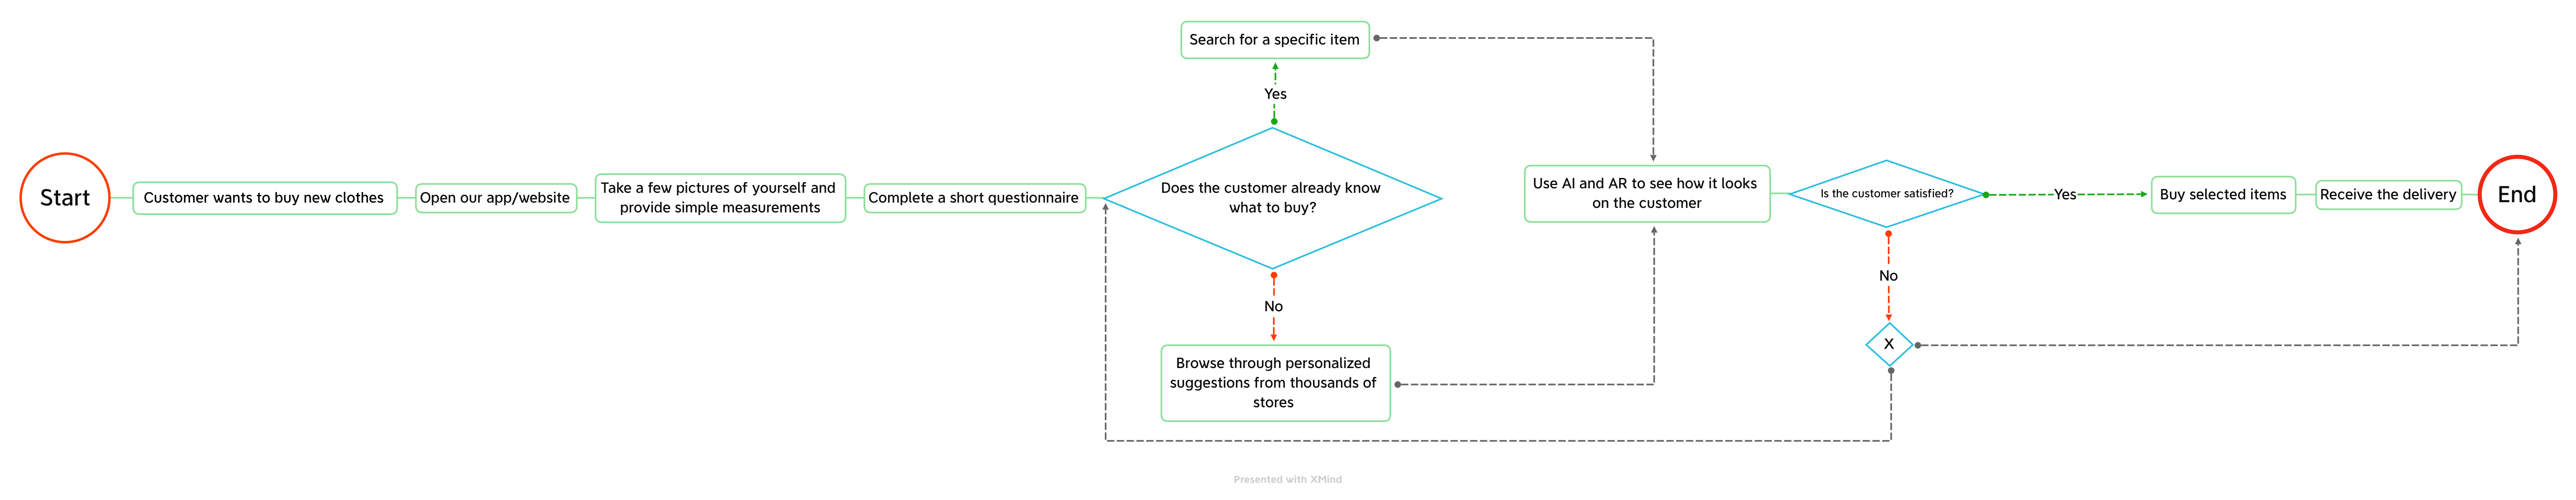 Start
Customer wants to buy new clothes
Open our app/website
Take a few pictures of yourself and
provide simple measurements
Complete a short questionnaire
Does the customer already know
what to buy?
Yes
Search for a specific item
No
Browse through personalized
suggestions from thousands of
stores
Use AI and AR to see how it looks
on the customer
Is the customer satisfied?
Yes
Buy selected items
Receive the delivery
End
No
X
Presented with XMind